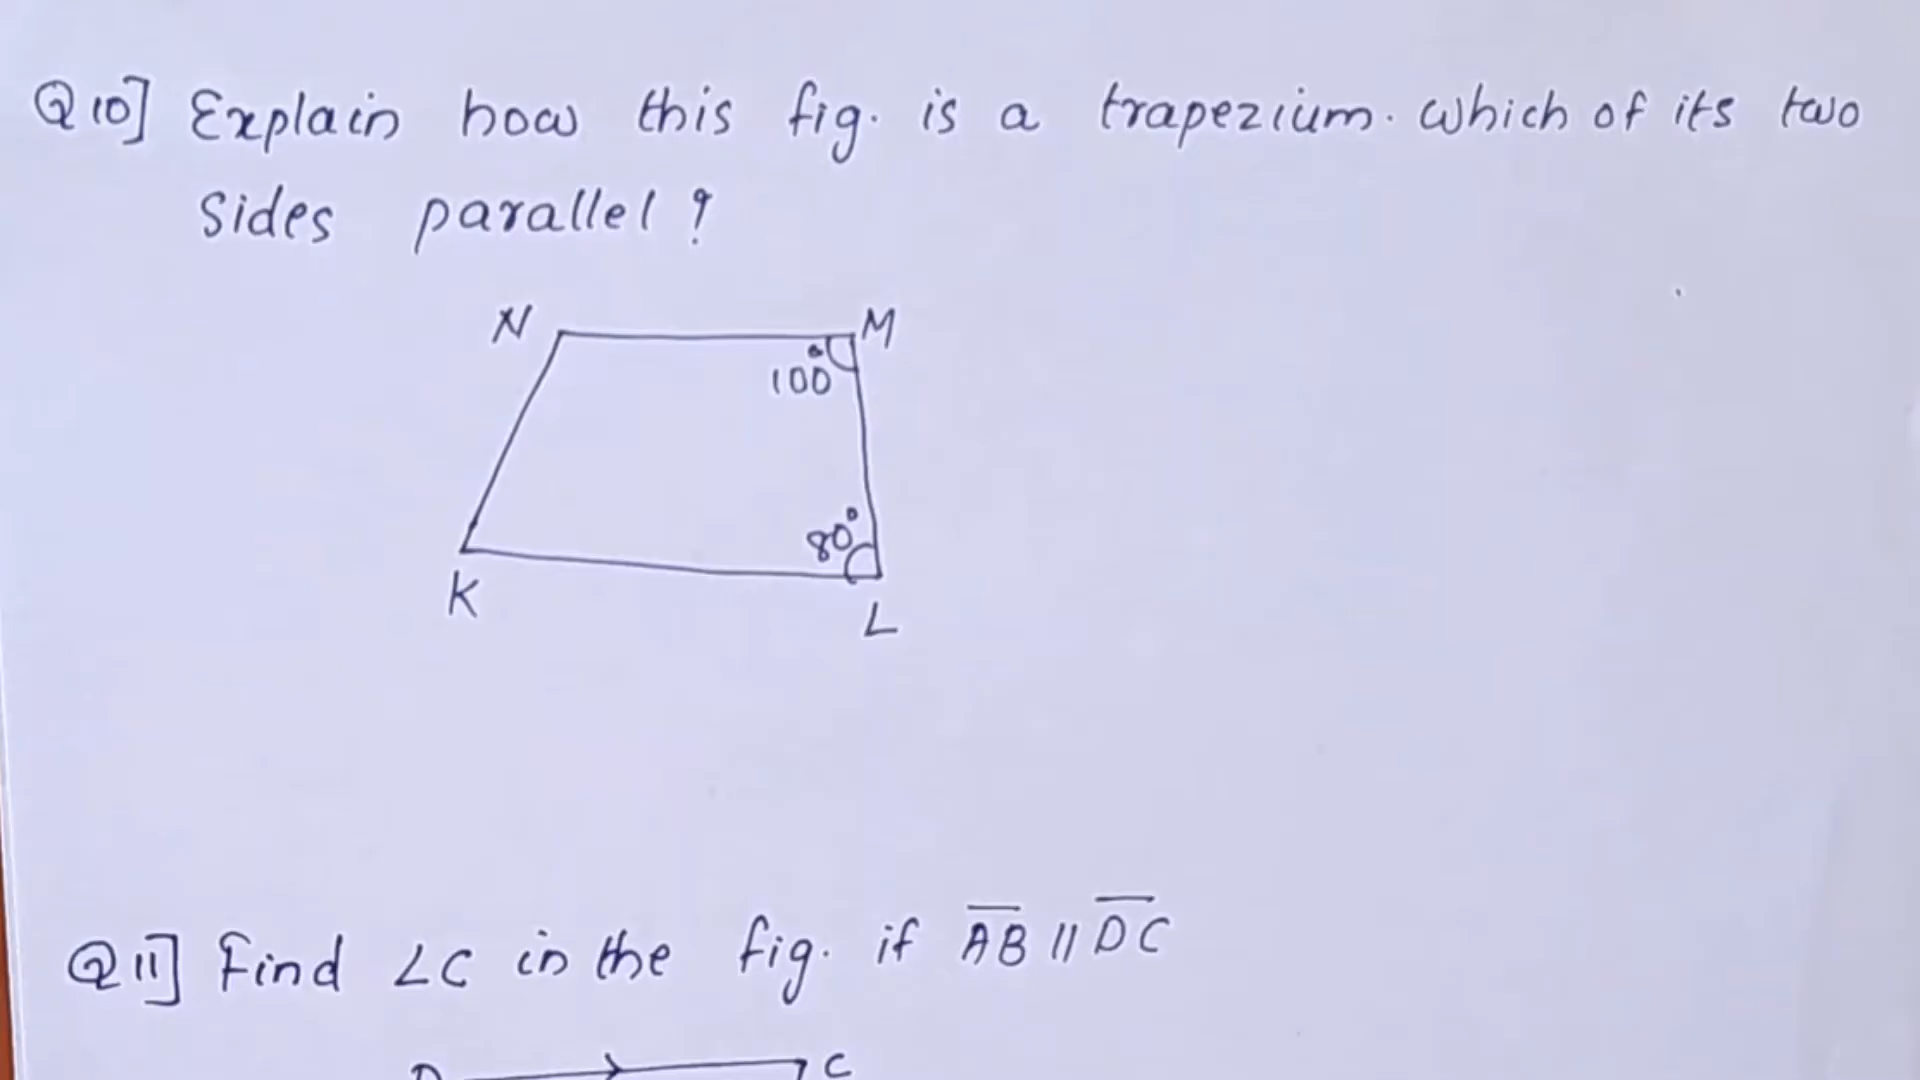 Q10] Explain how this fig. is a trapezium. which of its two
sides parallel?
N M
100°
80°
K
L
Q11] Find ∠C in the fig. if AB || DC
D C